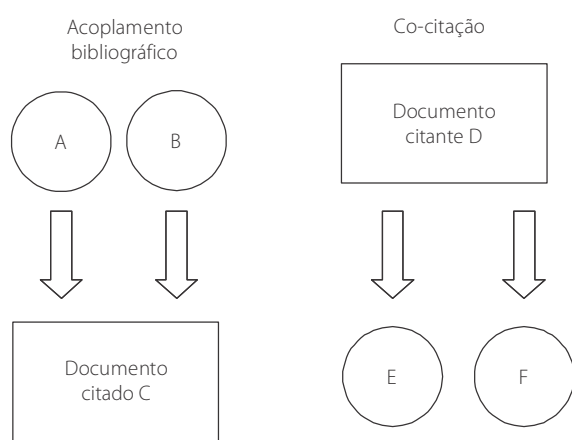 Acoplamento
bibliográfico
A
B
Documento
citado C
Co-citação
Documento
citante D
E
F